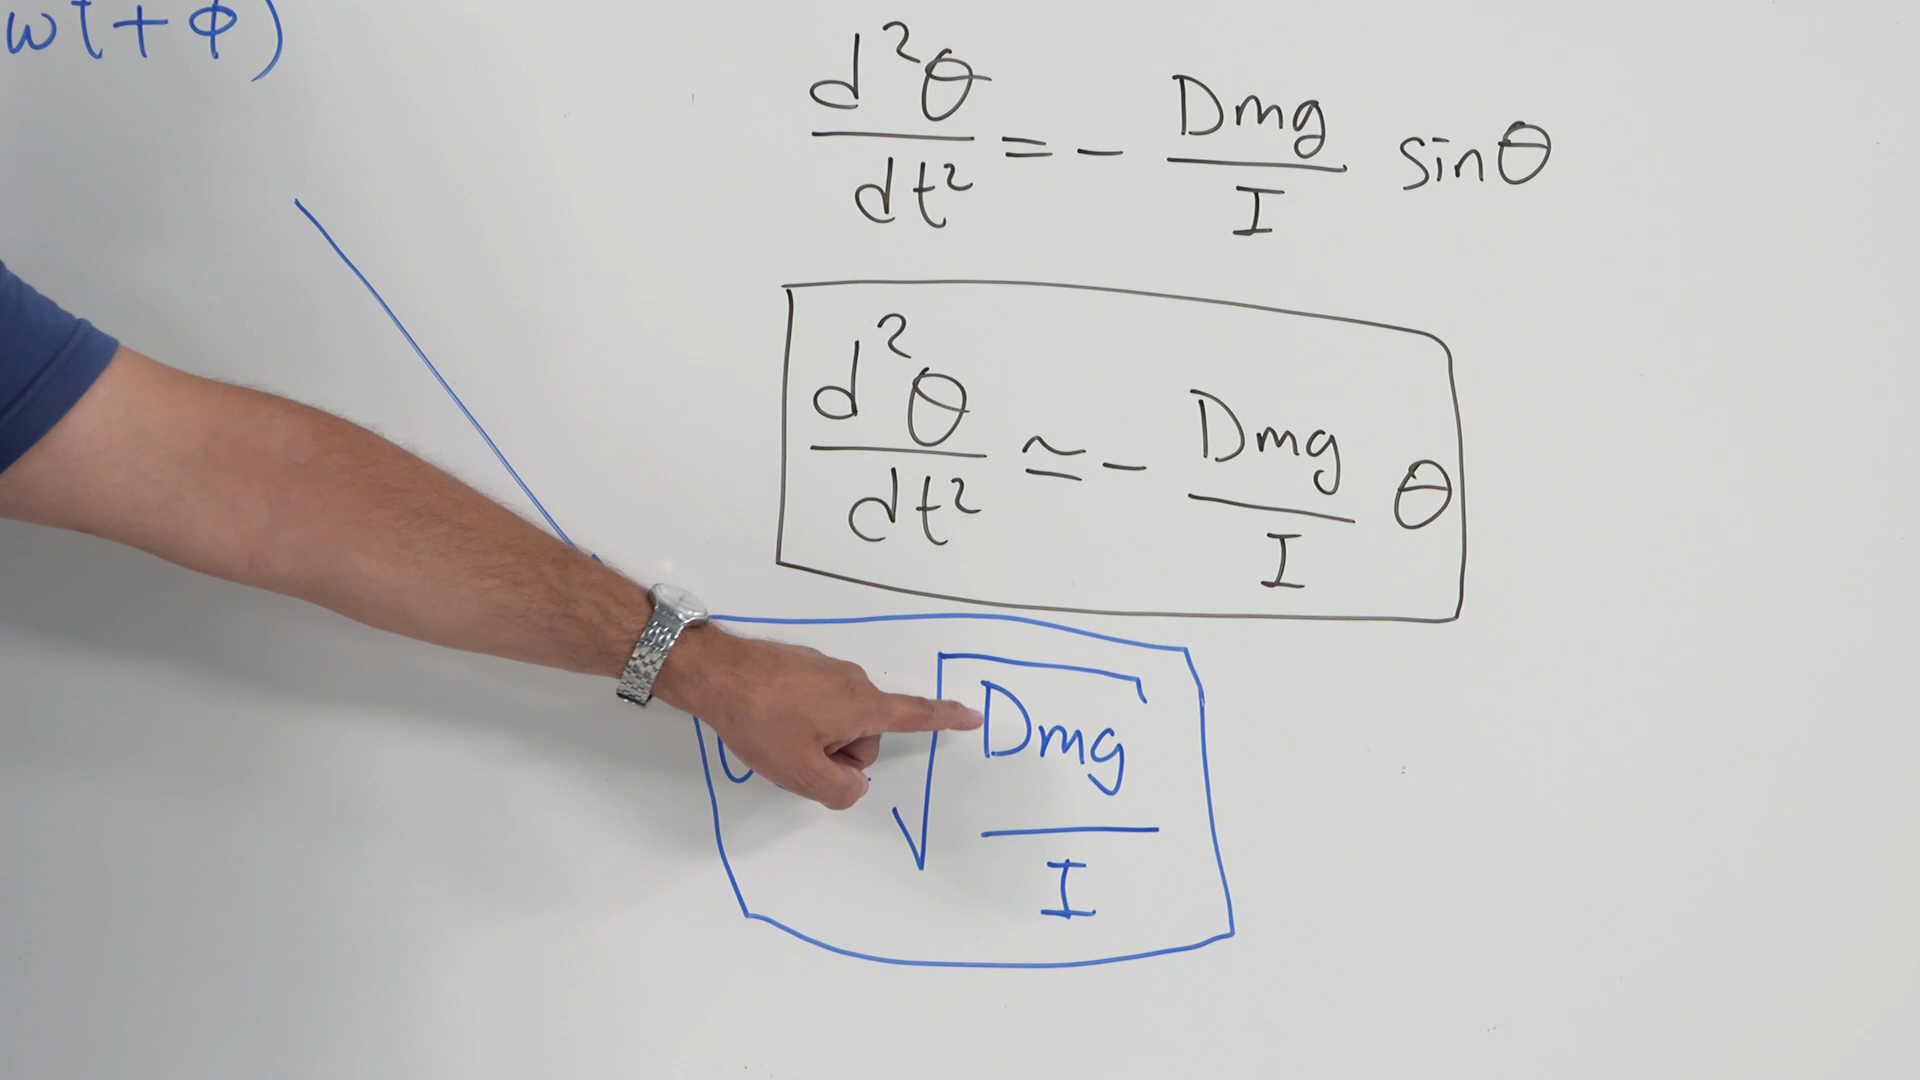 ωt+φ)
d²θ/dt² = - Dmg/I sinθ
d²θ/dt² ≃ - Dmg/I θ
√(Dmg/I)